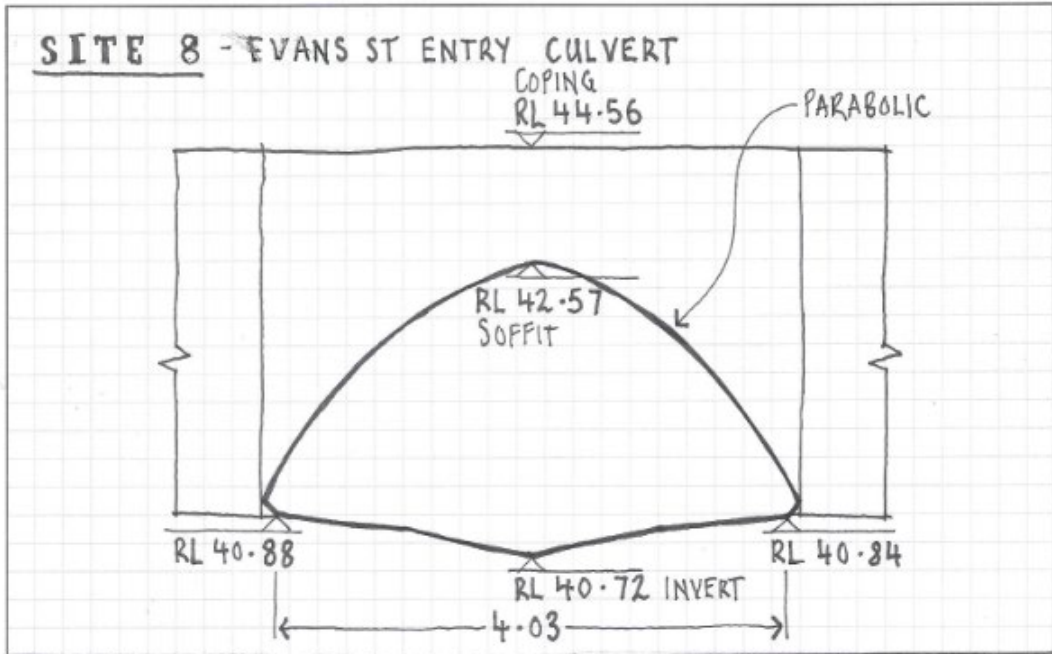 SITE 8 - EVANS ST ENTRY CULVERT
COPING
RL 44.56
PARABOLIC
RL 42.57
SOFFIT
RL 40.88
RL 40.84
RL 40.72 INVERT
4.03